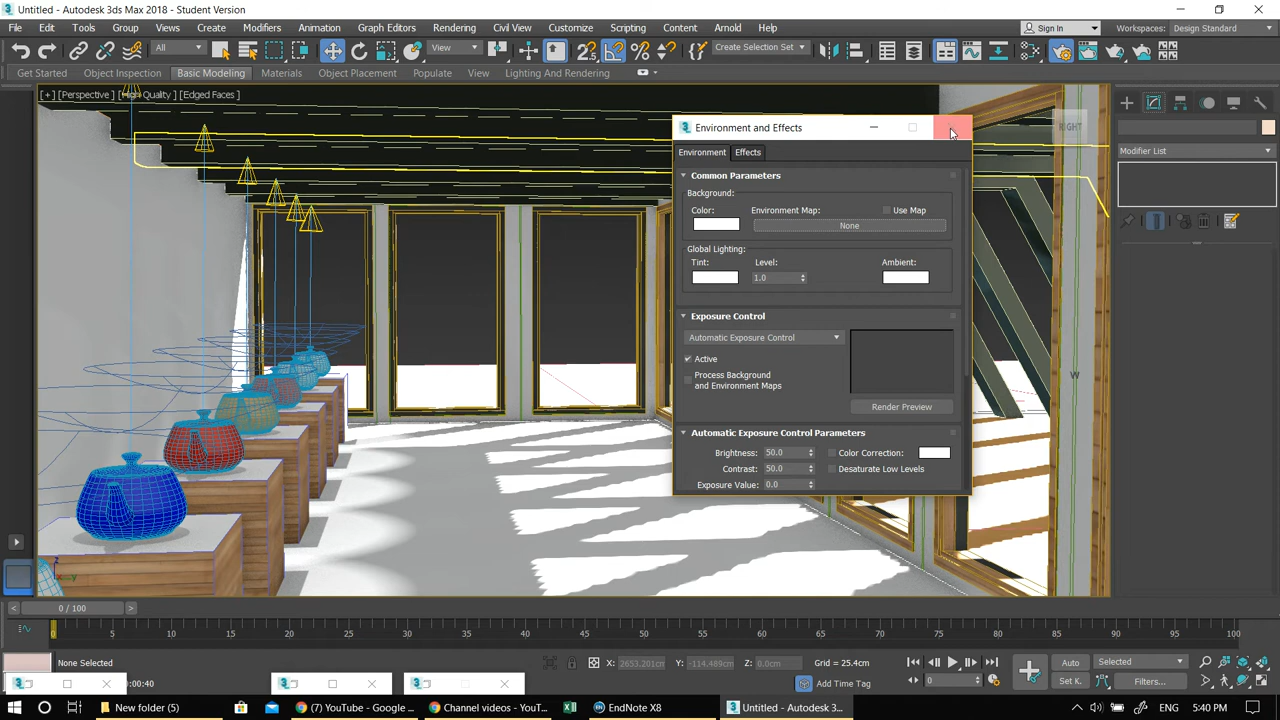 Untitled - Autodesk 3ds Max 2018 - Student Version
File Edit Tools Group Views Create Modifiers Animation Graph Editors Rendering Civil View Customize Scripting Content Arnold Help Sign In Workspaces: Design Standard
All View Create Selection Set
Get Started Object Inspection Basic Modeling Materials Object Placement Populate View Lighting And Rendering
[+] [Perspective] [High Quality] [Edged Faces]
RIGHT
W
Environment and Effects
Environment Effects
Common Parameters
Background:
Color: Environment Map: Use Map
None
Global Lighting:
Tint: Level: Ambient:
1.0
Exposure Control
Automatic Exposure Control
Active
Process Background
and Environment Maps
Render Preview
Automatic Exposure Control Parameters
Brightness: 50.0 Color Correction:
Contrast: 50.0 Desaturate Low Levels
Exposure Value: 0.0
Modifier List
0 / 100
0 5 10 15 20 25 30 35 40 45 50 55 60 65 70 75 80 85 90 95 100
None Selected X: 2653.201cm Y: -114.489cm Z: 0.0cm Grid = 25.4cm Auto Selected
0:00:40 Add Time Tag 0 Set K. Filters...
New folder (5) (7) YouTube - Google ... Channel videos - YouT... EndNote X8 Untitled - Autodesk 3... ENG 5:40 PM